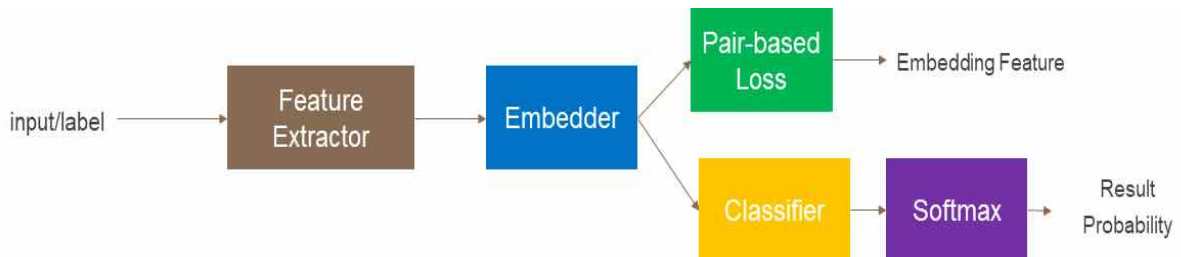 input/label
Feature
Extractor
Embedder
Pair-based
Loss
Embedding Feature
Classifier
Softmax
Result
Probability